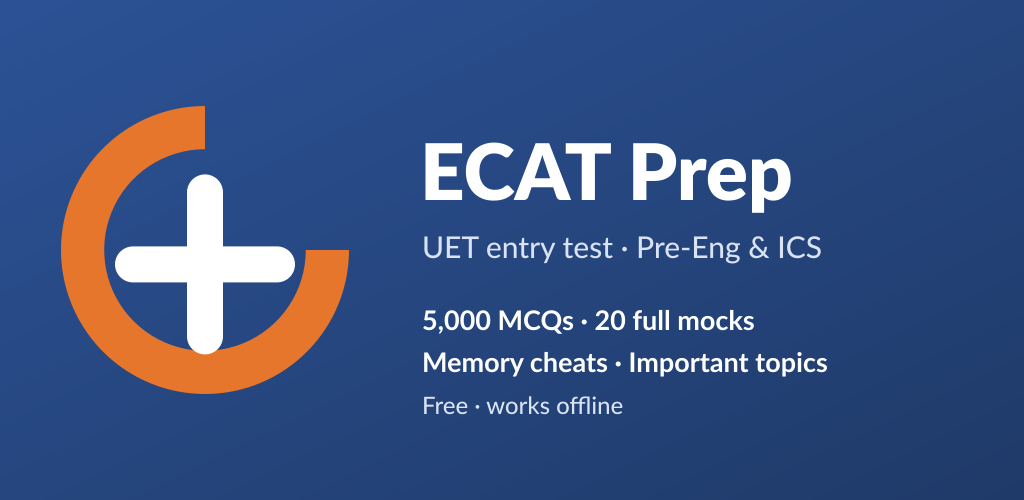 ECAT Prep
UET entry test · Pre-Eng & ICS
5,000 MCQs · 20 full mocks
Memory cheats · Important topics
Free · works offline